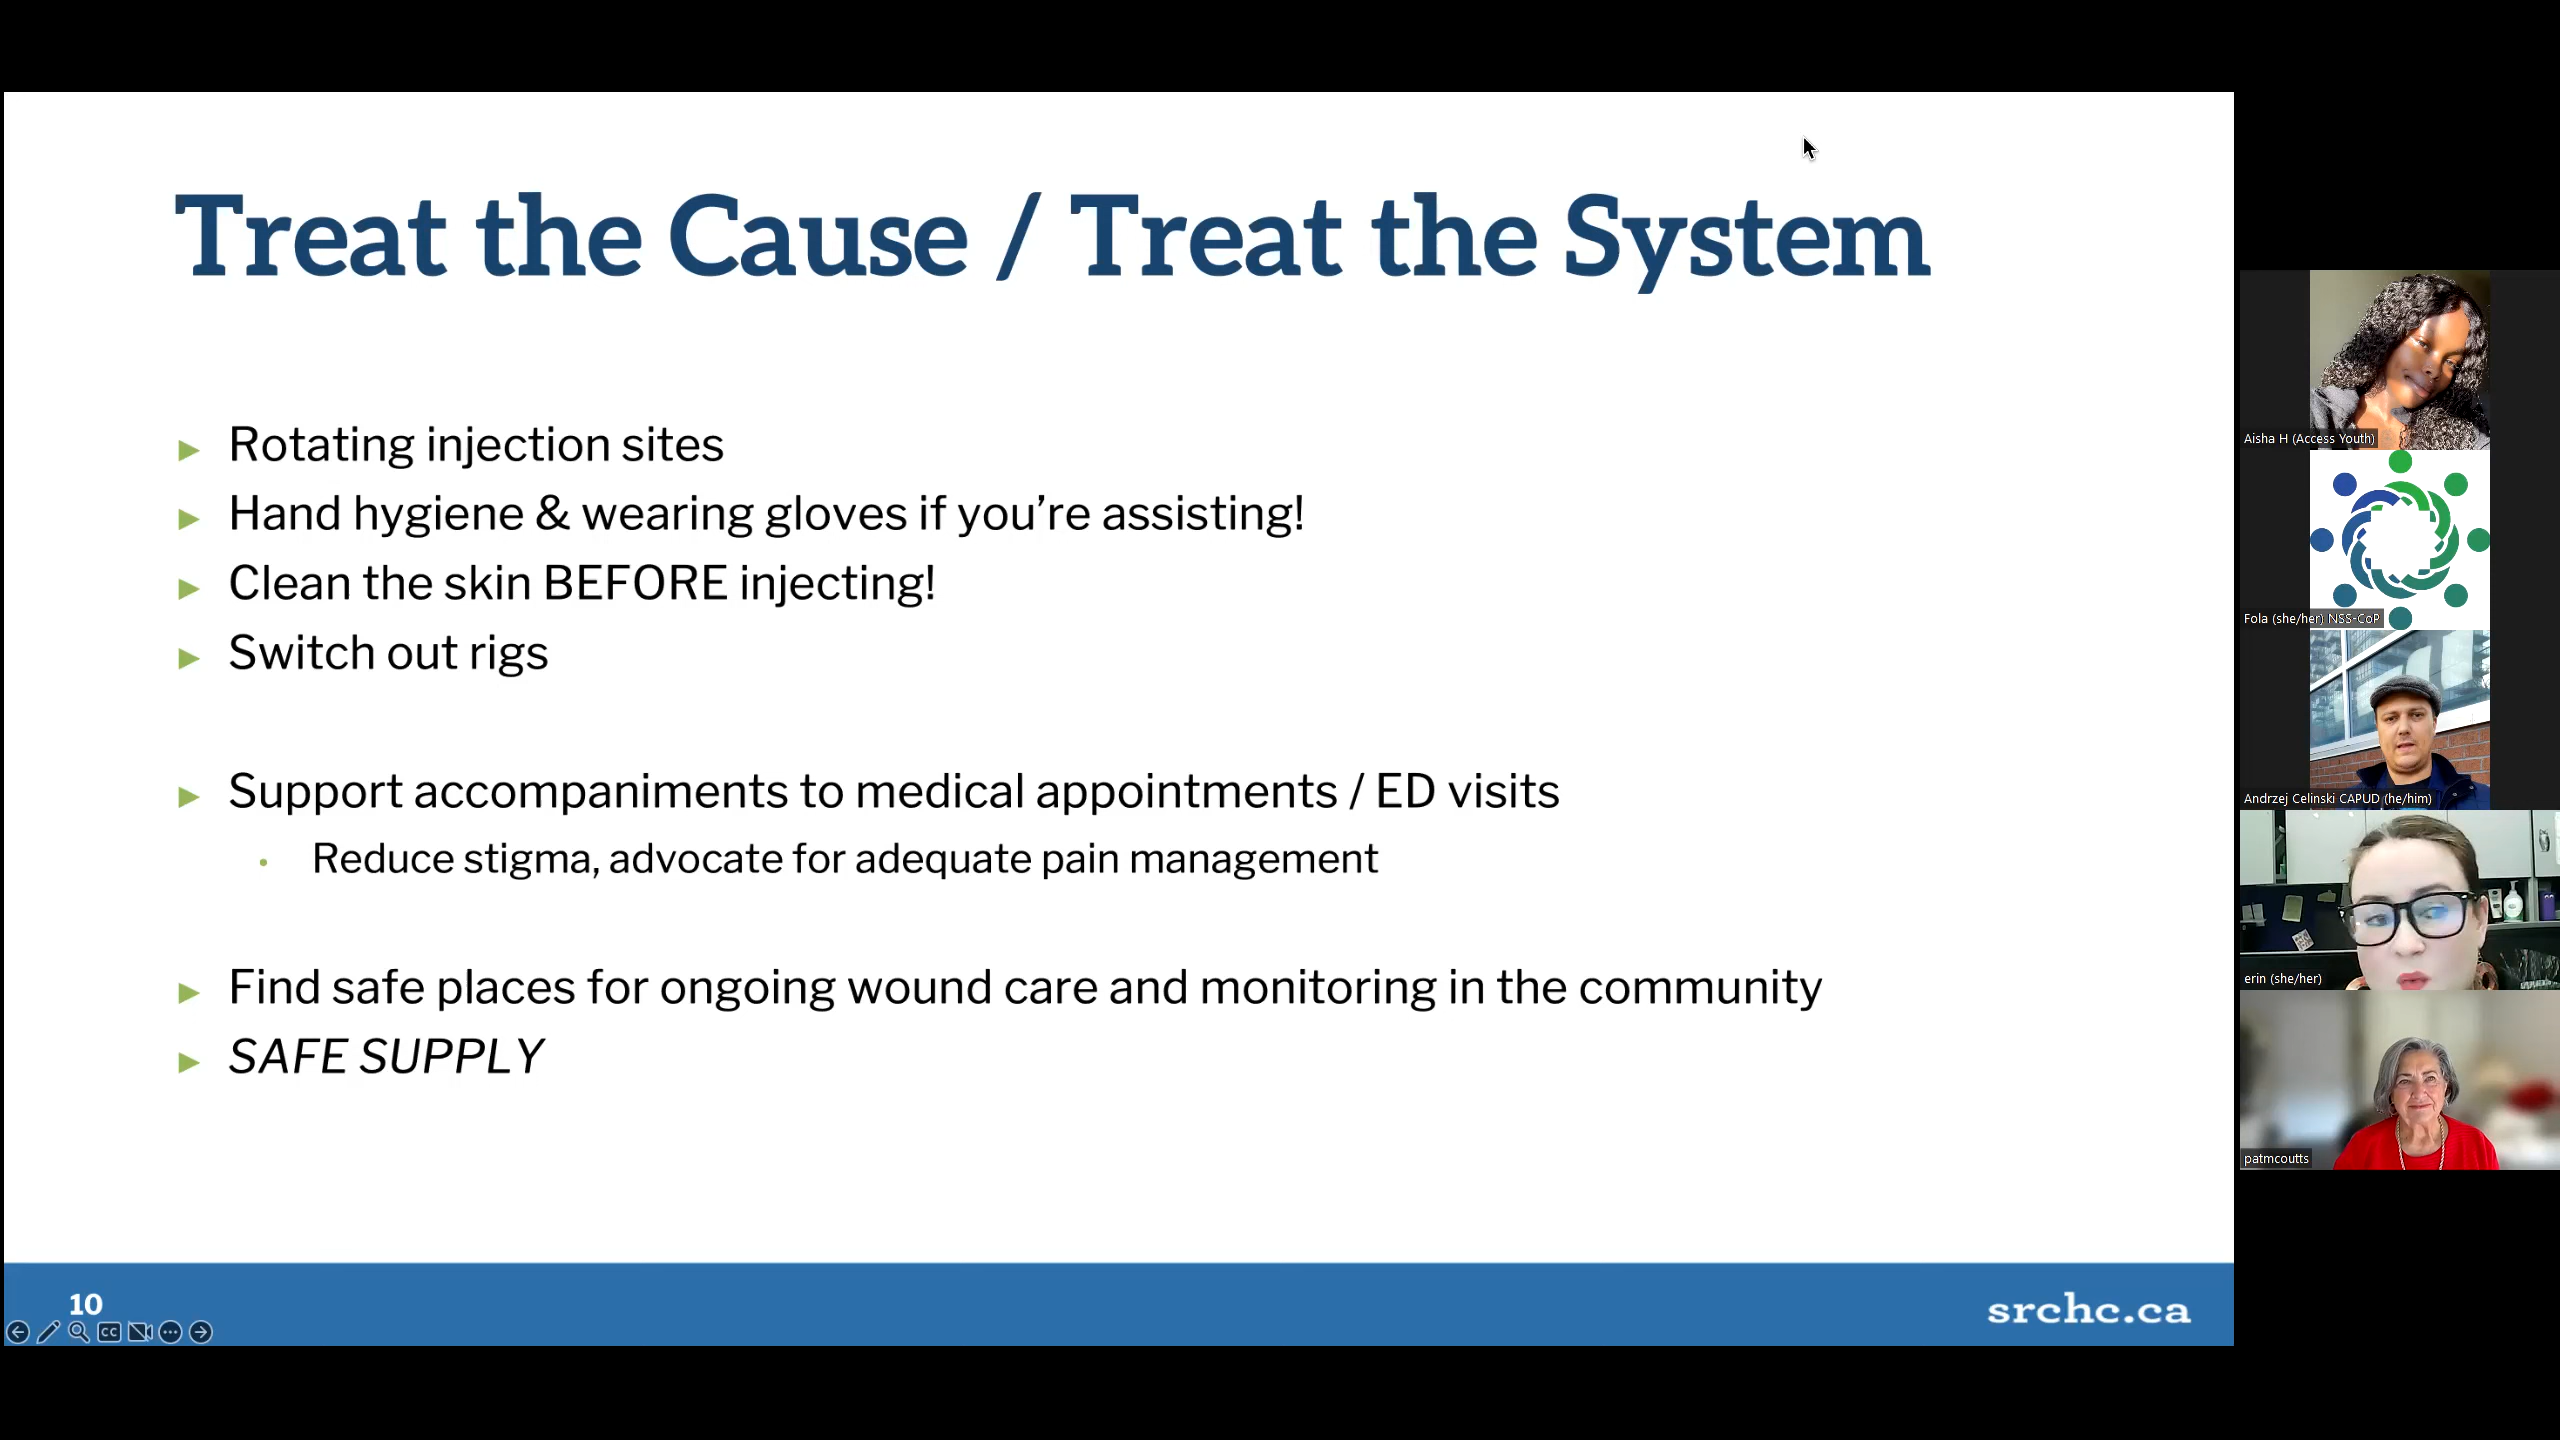 Treat the Cause / Treat the System
Rotating injection sites
Hand hygiene & wearing gloves if you’re assisting!
Clean the skin BEFORE injecting!
Switch out rigs
Support accompaniments to medical appointments / ED visits
Reduce stigma, advocate for adequate pain management
Find safe places for ongoing wound care and monitoring in the community
SAFE SUPPLY
10
CC
srchc.ca
Aisha H (Access Youth)
Fola (she/her) NSS-CoP
Andrzej Celinski CAPUD (he/him)
erin (she/her)
patmcoutts